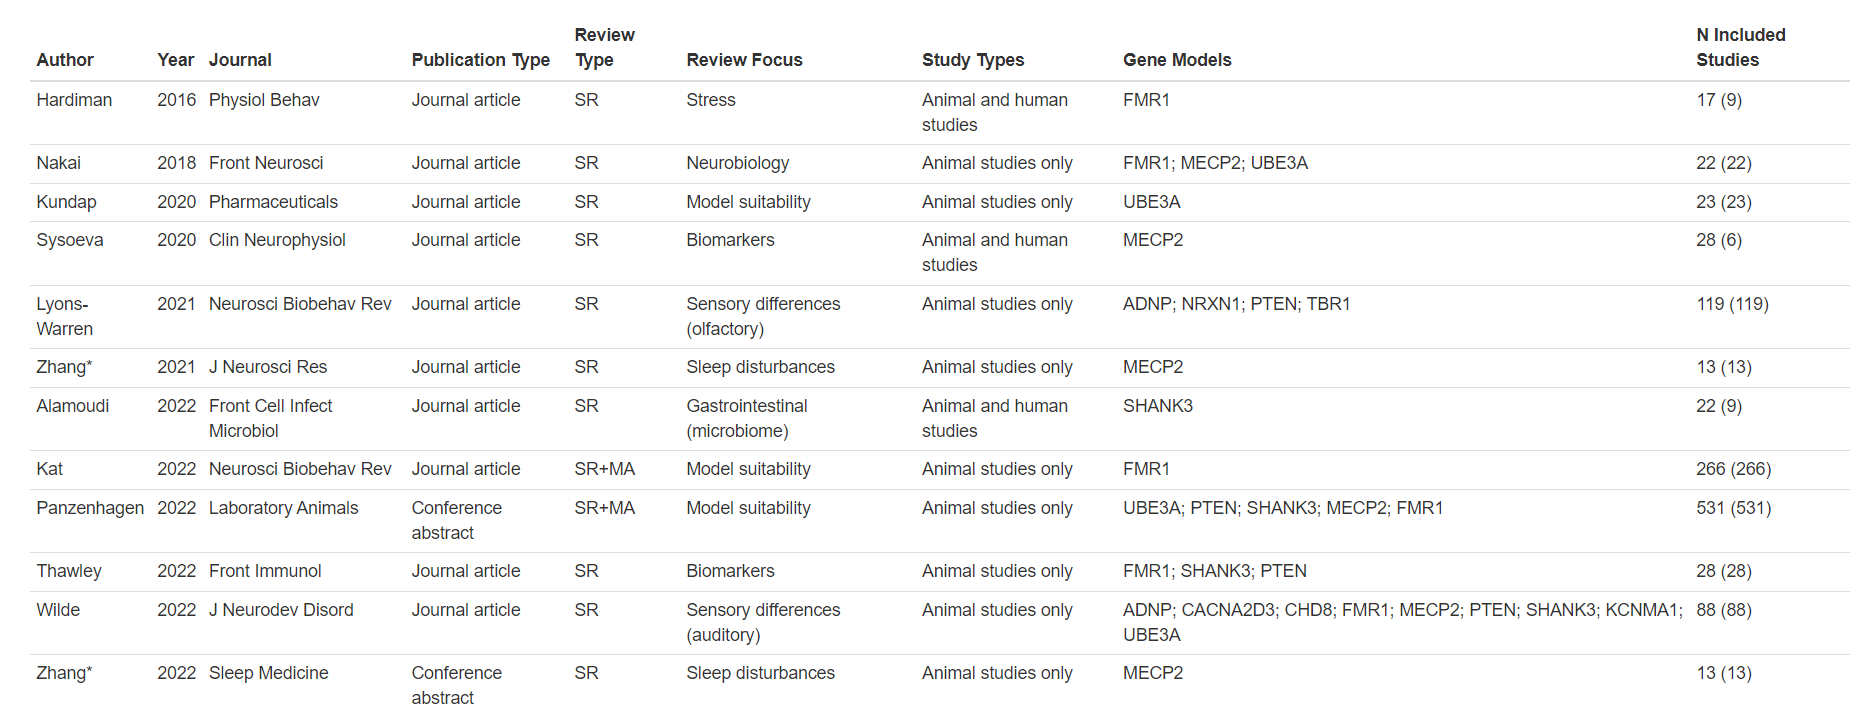 Review N Included
Author Year Journal Publication Type Type Review Focus Study Types Gene Models Studies
Hardiman 2016 Physiol Behav Journal article SR Stress Animal and human FMR1 17 (9)
studies
Nakai 2018 Front Neurosci Journal article SR Neurobiology Animal studies only FMR1; MECP2; UBE3A 22 (22)
Kundap 2020 Pharmaceuticals Journal article SR Model suitability Animal studies only UBE3A 23 (23)
Sysoeva 2020 Clin Neurophysiol Journal article SR Biomarkers Animal and human MECP2 28 (6)
studies
Lyons- 2021 Neurosci Biobehav Rev Journal article SR Sensory differences Animal studies only ADNP; NRXN1; PTEN; TBR1 119 (119)
Warren (olfactory)
Zhang* 2021 J Neurosci Res Journal article SR Sleep disturbances Animal studies only MECP2 13 (13)
Alamoudi 2022 Front Cell Infect Journal article SR Gastrointestinal Animal and human SHANK3 22 (9)
Microbiol (microbiome) studies
Kat 2022 Neurosci Biobehav Rev Journal article SR+MA Model suitability Animal studies only FMR1 266 (266)
Panzenhagen 2022 Laboratory Animals Conference SR+MA Model suitability Animal studies only UBE3A; PTEN; SHANK3; MECP2; FMR1 531 (531)
abstract
Thawley 2022 Front Immunol Journal article SR Biomarkers Animal studies only FMR1; SHANK3; PTEN 28 (28)
Wilde 2022 J Neurodev Disord Journal article SR Sensory differences Animal studies only ADNP; CACNA2D3; CHD8; FMR1; MECP2; PTEN; SHANK3; KCNMA1; 88 (88)
(auditory) UBE3A
Zhang* 2022 Sleep Medicine Conference SR Sleep disturbances Animal studies only MECP2 13 (13)
abstract